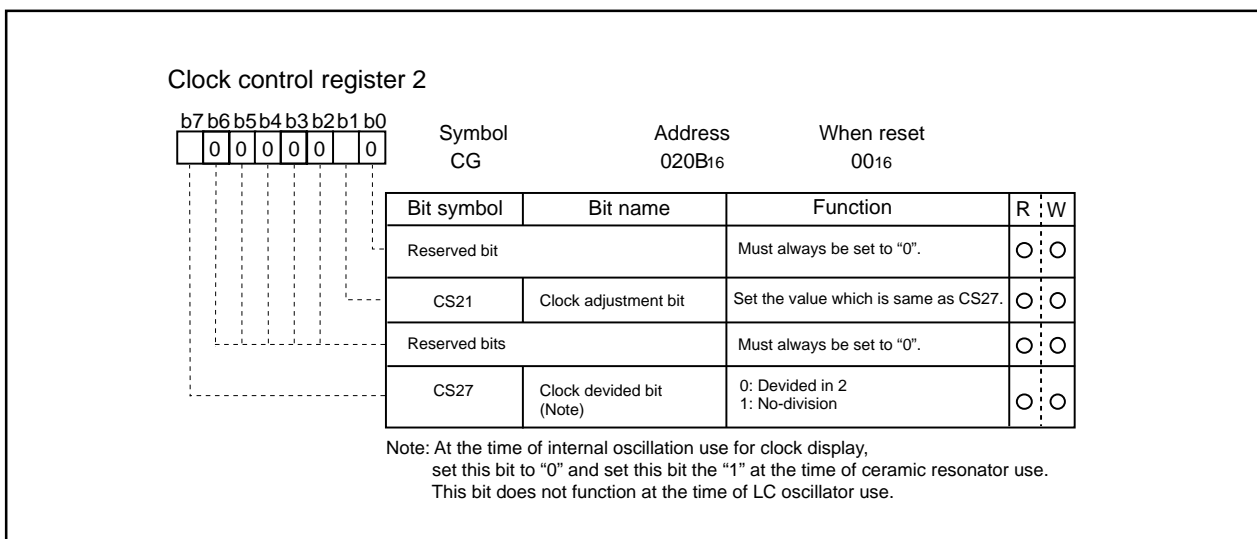 Clock control register 2
b7 b6 b5 b4 b3 b2 b1 b0
0 0 0 0 0 0
Symbol Address When reset
CG 020B16 0016
Bit symbol Bit name Function R W
Reserved bit Must always be set to “0”.
CS21 Clock adjustment bit Set the value which is same as CS27.
Reserved bits Must always be set to “0”.
CS27 Clock devided bit
(Note)
0: Devided in 2
1: No-division
Note: At the time of internal oscillation use for clock display,
set this bit to “0” and set this bit the “1” at the time of ceramic resonator use.
This bit does not function at the time of LC oscillator use.